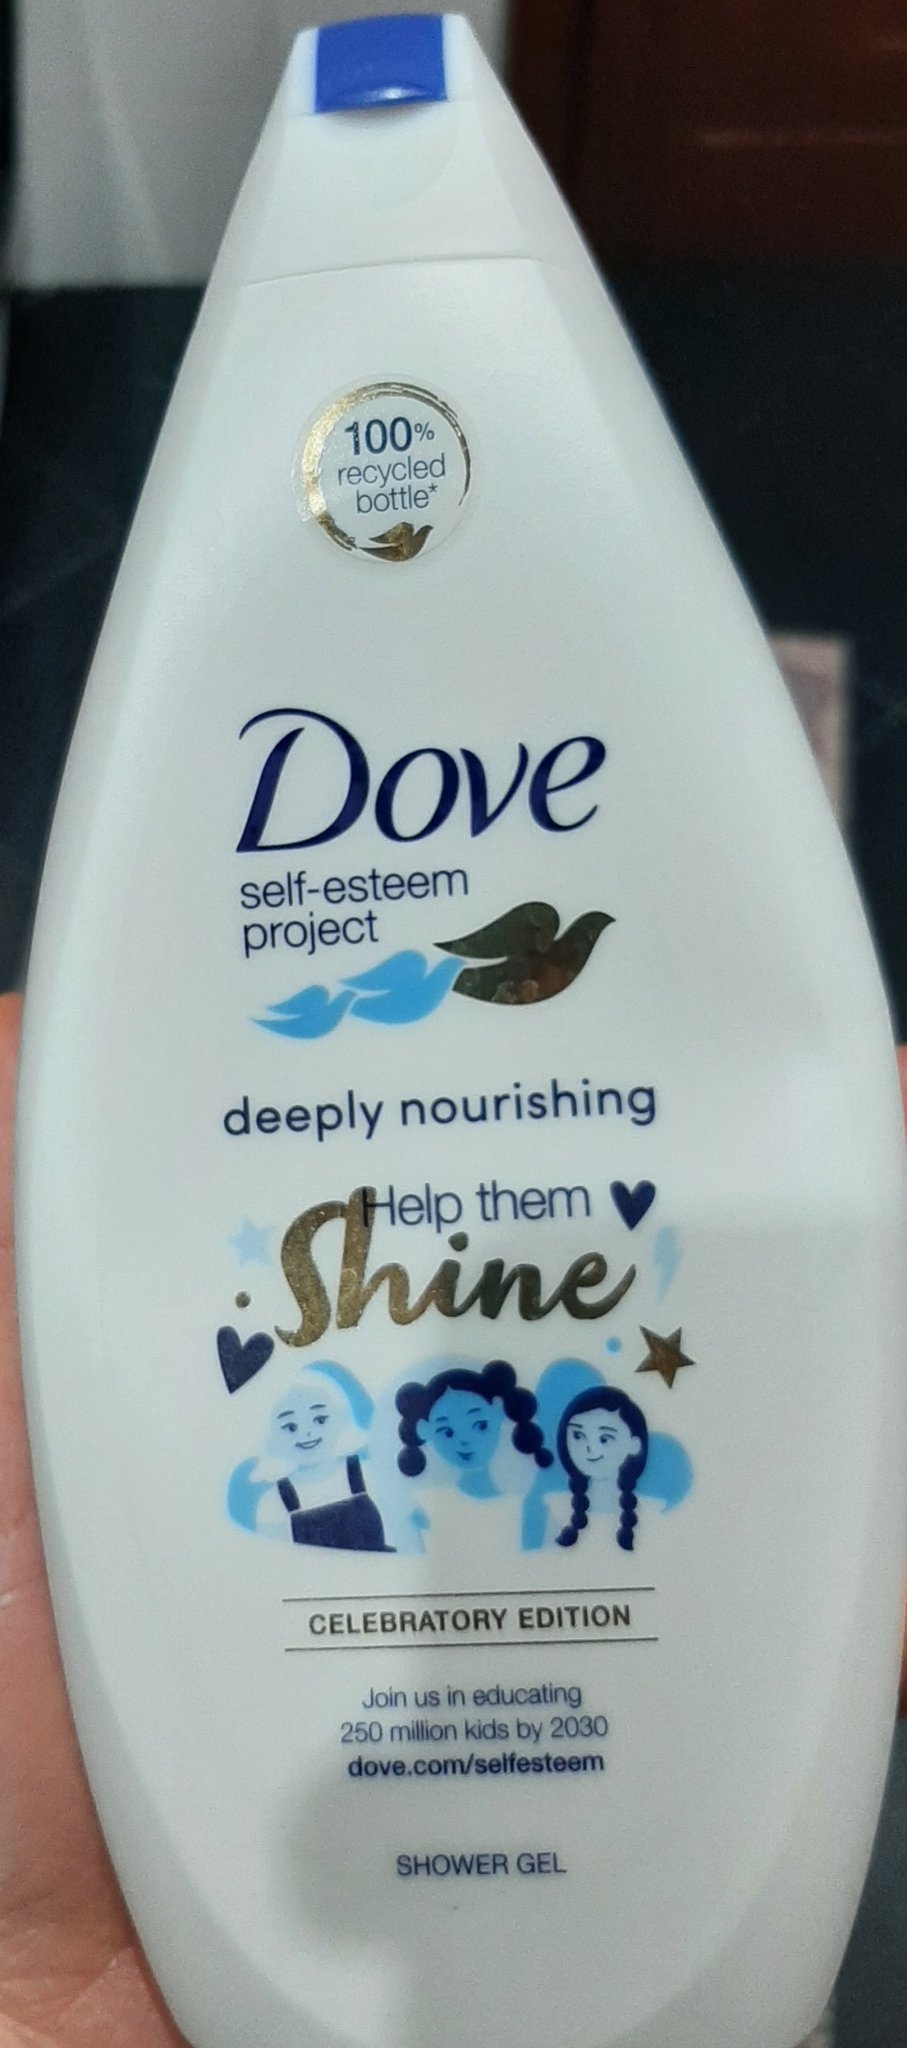 100%
recycled
bottle*
Dove
self-esteem
project
deeply nourishing
Help them
Shine
CELEBRATORY EDITION
Join us in educating
250 million kids by 2030
dove.com/selfesteem
SHOWER GEL